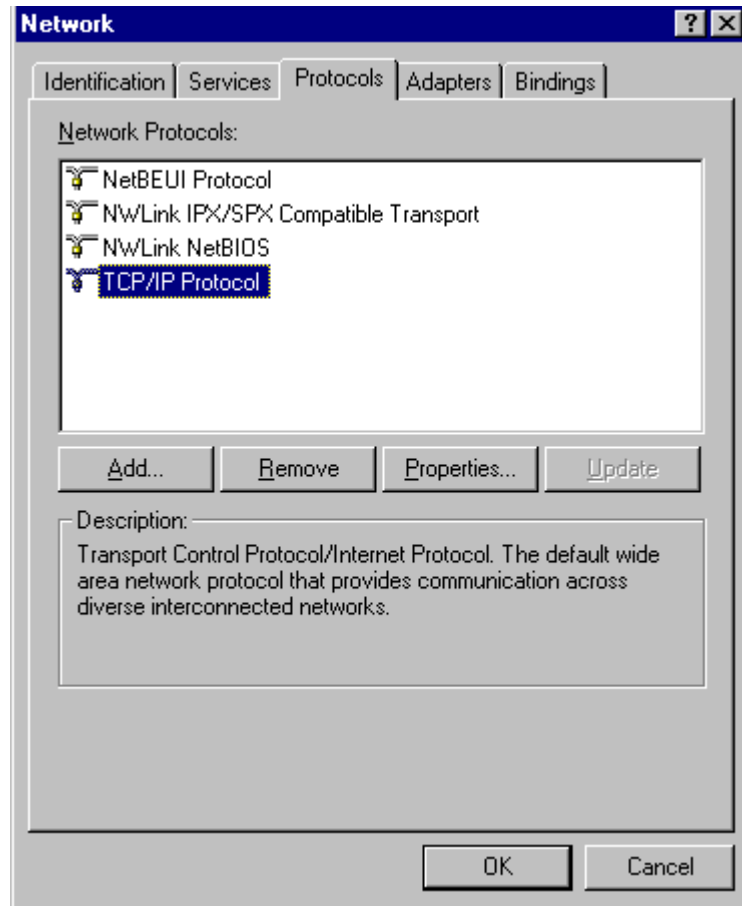 Network
Identification Services Protocols Adapters Bindings
Network Protocols:
NetBEUI Protocol
NWLink IPX/SPX Compatible Transport
NWLink NetBIOS
TCP/IP Protocol
Add... Remove Properties... Update
Description:
Transport Control Protocol/Internet Protocol. The default wide
area network protocol that provides communication across
diverse interconnected networks.
OK Cancel